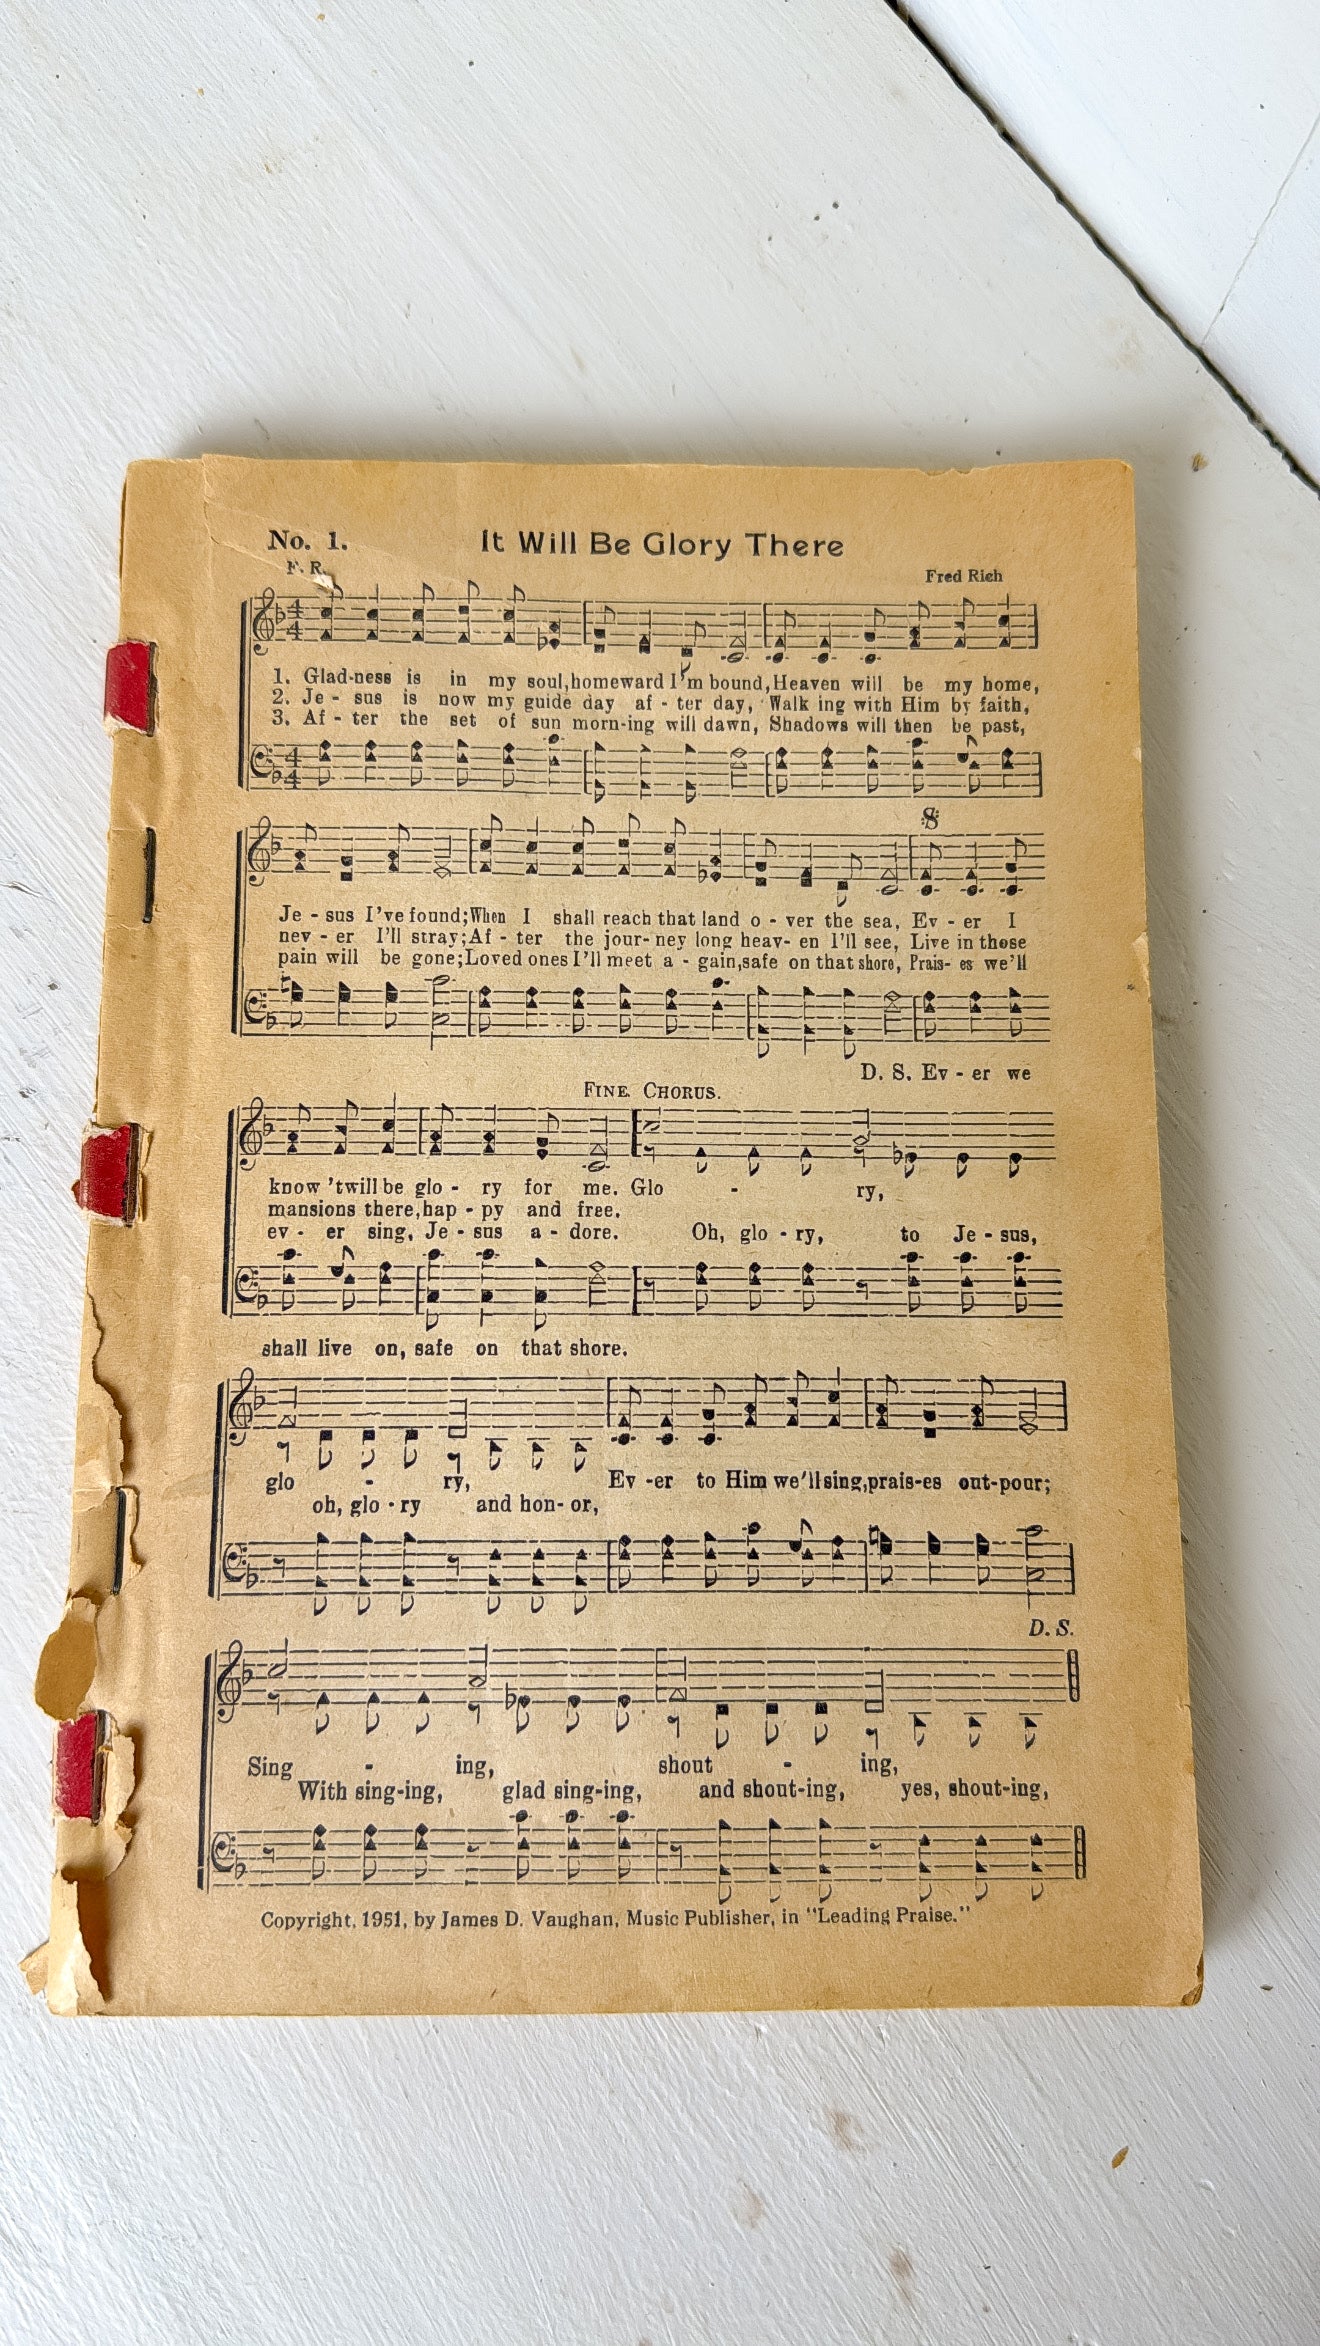 No. 1. It Will Be Glory There
F. R. Fred Rich
1. Glad-ness is in my soul, homeward I'm bound, Heaven will be my home,
2. Je - sus is now my guide day af - ter day, Walk ing with Him by faith,
3. Af - ter the set of sun morn-ing will dawn, Shadows will then be past,
Je - sus I've found; When I shall reach that land o - ver the sea, Ev - er I
nev - er I'll stray; Af - ter the jour- ney long heav- en I'll see, Live in those
pain will be gone; Loved ones I'll meet a - gain, safe on that shore, Prais- es we'll
D. S. Ev - er we
FINE. CHORUS.
know 'twill be glo - ry for me. Glo - ry,
mansions there, hap - py and free.
ev - er sing, Je - sus a - dore. Oh, glo - ry, to Je - sus,
shall live on, safe on that shore.
glo - ry, Ev -er to Him we'll sing, prais-es out-pour;
oh, glo - ry and hon- or,
D. S.
Sing - ing, shout - ing,
With sing-ing, glad sing-ing, and shout-ing, yes, shout-ing,
Copyright, 1951, by James D. Vaughan, Music Publisher, in "Leading Praise."